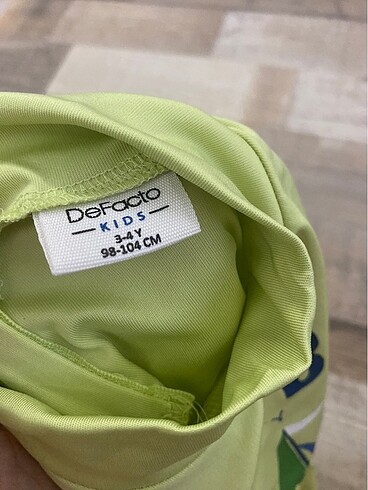 DeFacto
— KIDS —
3-4 Y
98-104 CM